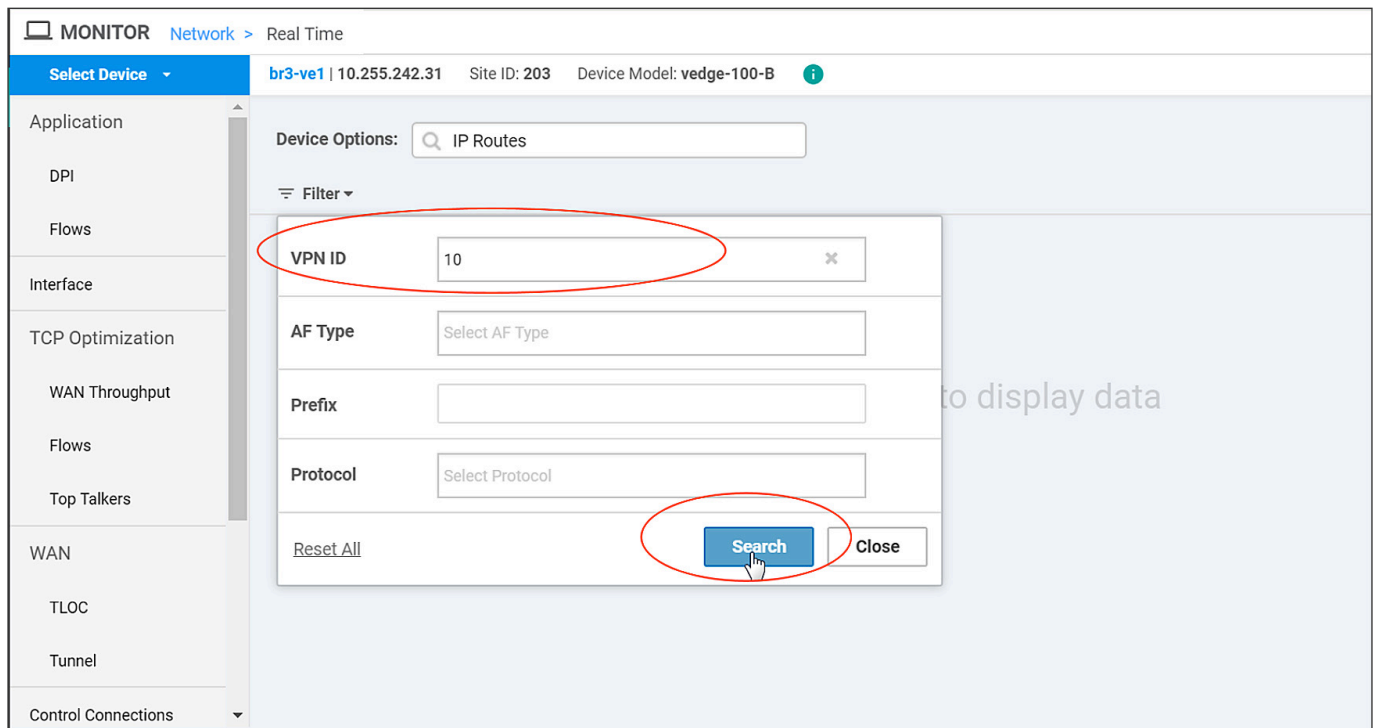 MONITOR Network > Real Time
Select Device br3-ve1 | 10.255.242.31 Site ID: 203 Device Model: vedge-100-B i
Application
DPI
Flows
Interface
TCP Optimization
WAN Throughput
Flows
Top Talkers
WAN
TLOC
Tunnel
Control Connections
Device Options: IP Routes
Filter
VPN ID 10
AF Type Select AF Type
Prefix
Protocol Select Protocol
Reset All Search Close
to display data